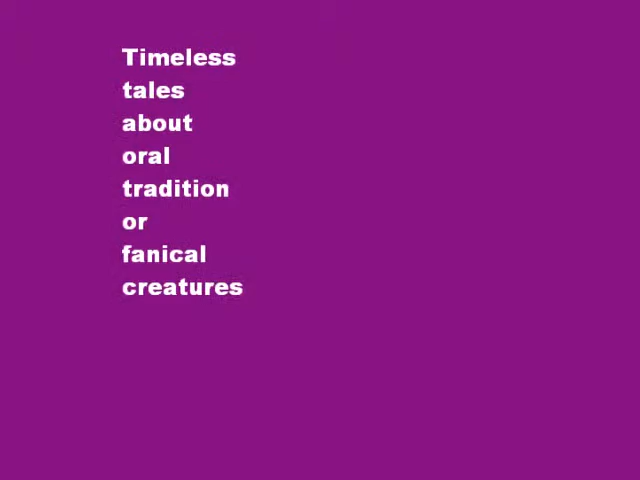 Timeless
tales
about
oral
tradition
or
fanical
creatures